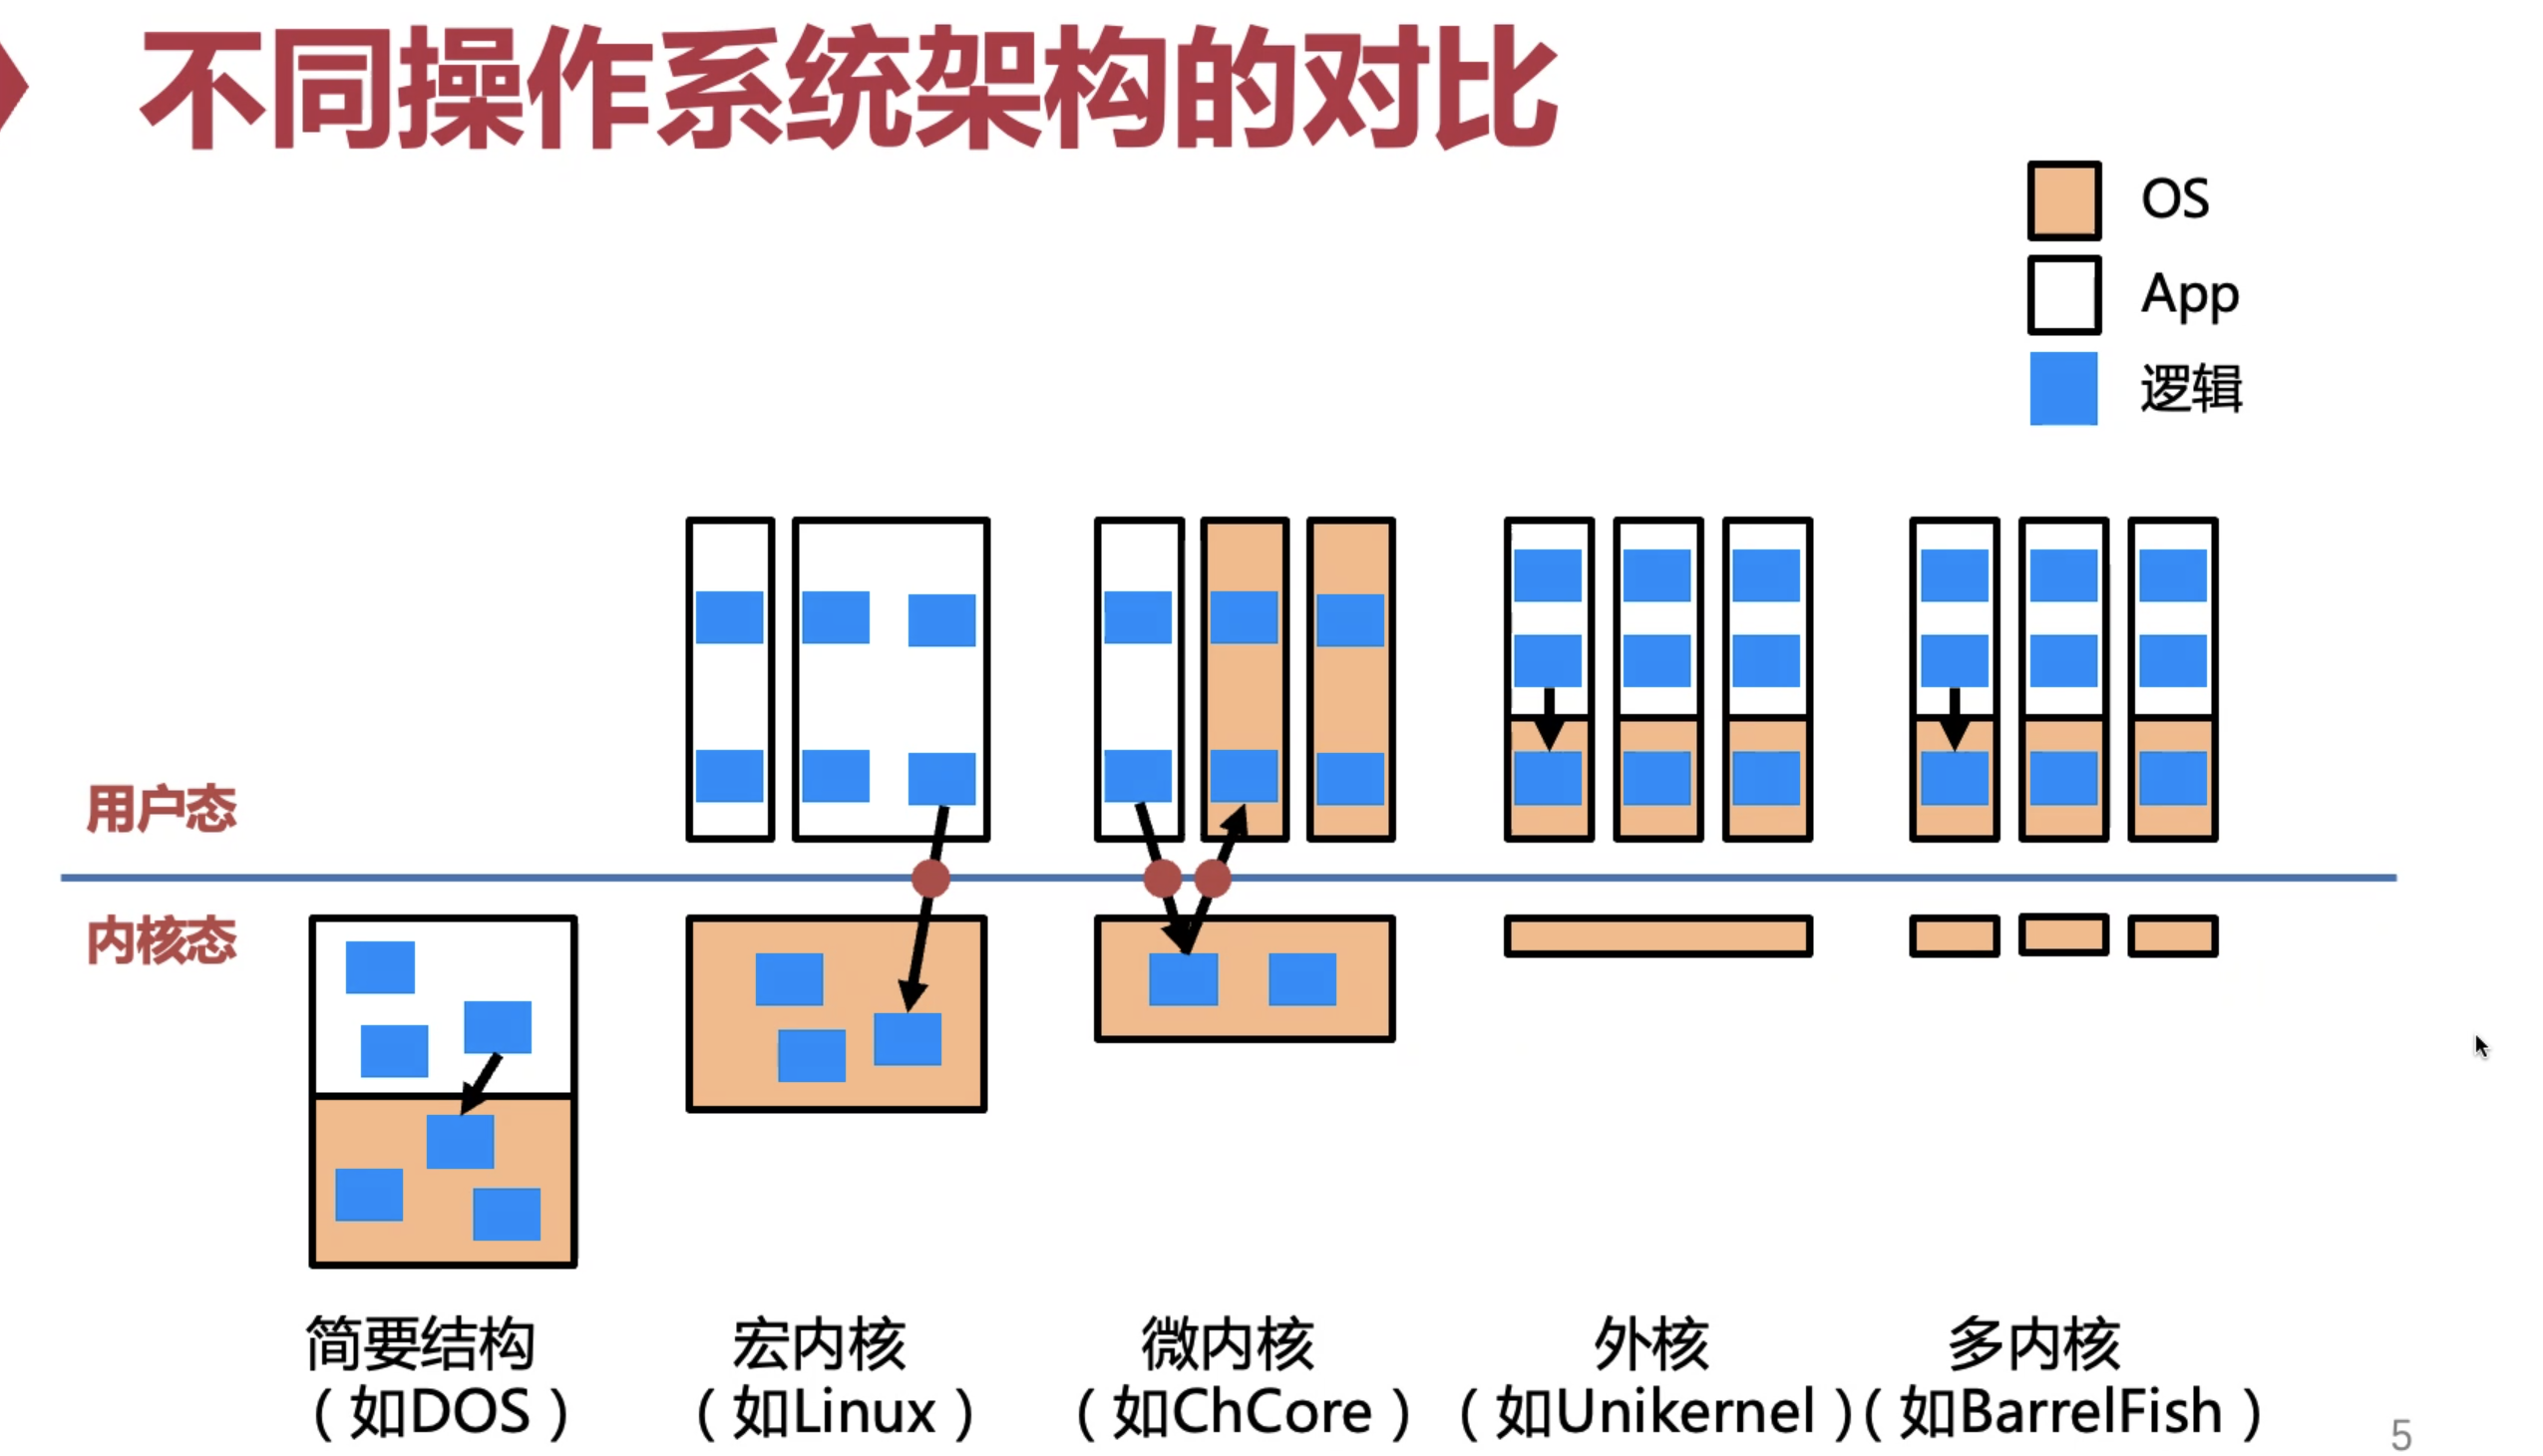 不同操作系统架构的对比
OS
App
逻辑
用户态
内核态
简要结构
（如DOS）
宏内核
（如Linux）
微内核
（如ChCore）
外核
（如Unikernel）
多内核
（如BarrelFish）
5